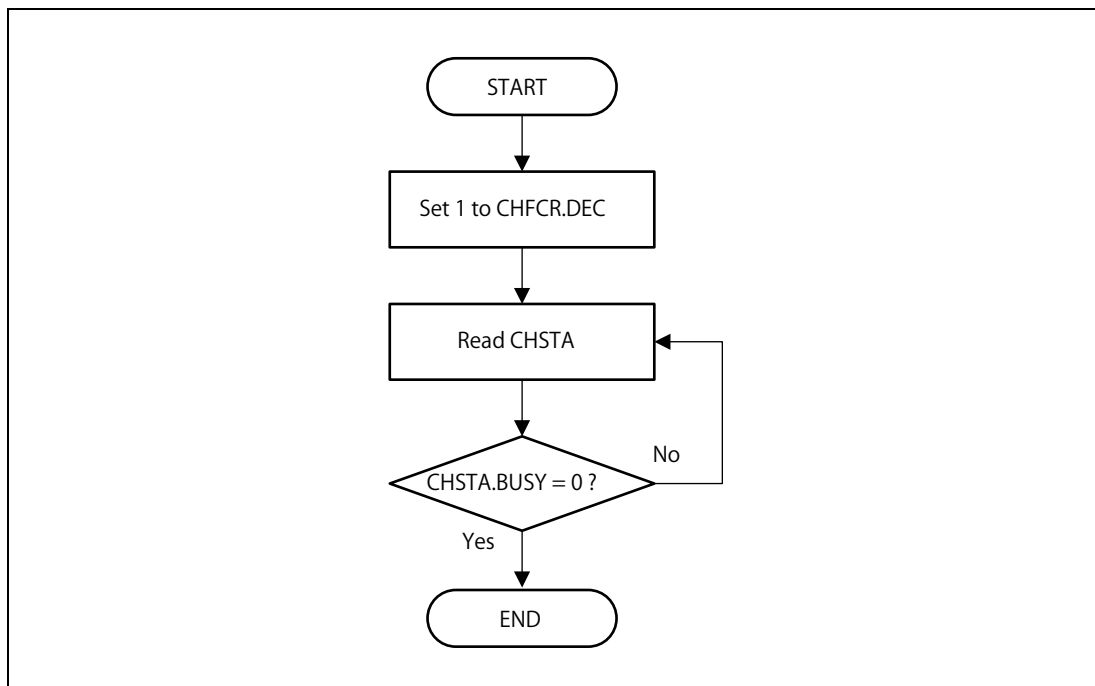 START
Set 1 to CHFCR.DEC
Read CHSTA
No
CHSTA.BUSY = 0 ?
Yes
END